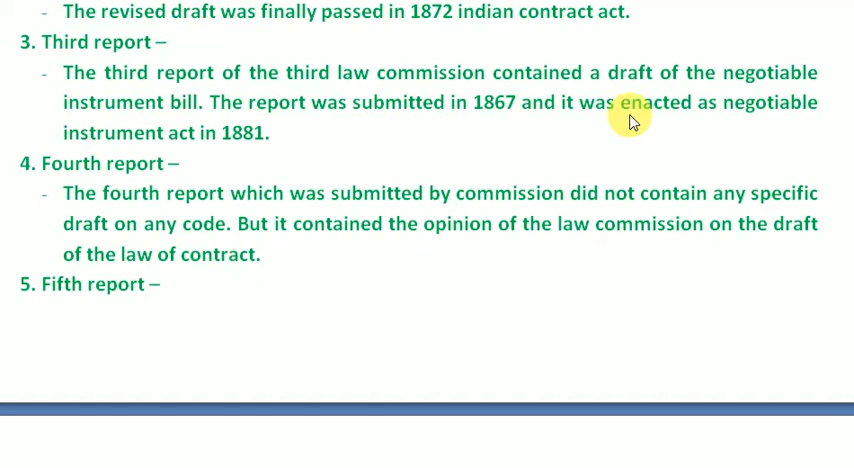 - The revised draft was finally passed in 1872 indian contract act.
3. Third report –
- The third report of the third law commission contained a draft of the negotiable
instrument bill. The report was submitted in 1867 and it was enacted as negotiable
instrument act in 1881.
4. Fourth report –
- The fourth report which was submitted by commission did not contain any specific
draft on any code. But it contained the opinion of the law commission on the draft
of the law of contract.
5. Fifth report –